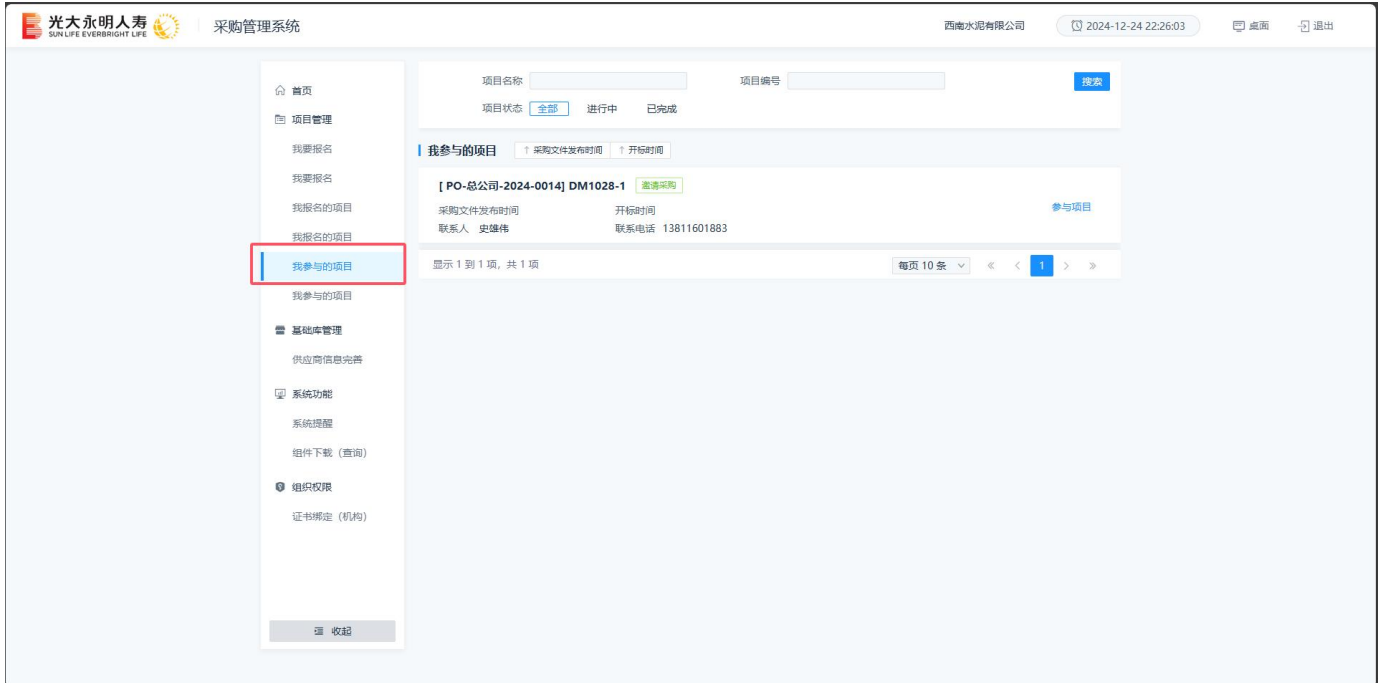 光大永明人寿 采购管理系统 西南水泥有限公司 2024-12-24 22:26:03 桌面 退出
SUN LIFE EVERBRIGHT LIFE
首页
项目管理
我要报名
我要报名
我报名的项目
我报名的项目
我参与的项目
我参与的项目
基础库管理
供应商信息完善
系统功能
系统提醒
组件下载（查询）
组织权限
证书绑定（机构）
收起
项目名称 项目编号 搜索
项目状态 全部 进行中 已完成
我参与的项目 ↑ 采购文件发布时间 ↑ 开标时间
[ PO-总公司-2024-0014] DM1028-1 邀请采购
采购文件发布时间 开标时间 参与项目
联系人 史雄伟 联系电话 13811601883
显示 1 到 1 项，共 1 项 每页 10 条 « < 1 > »